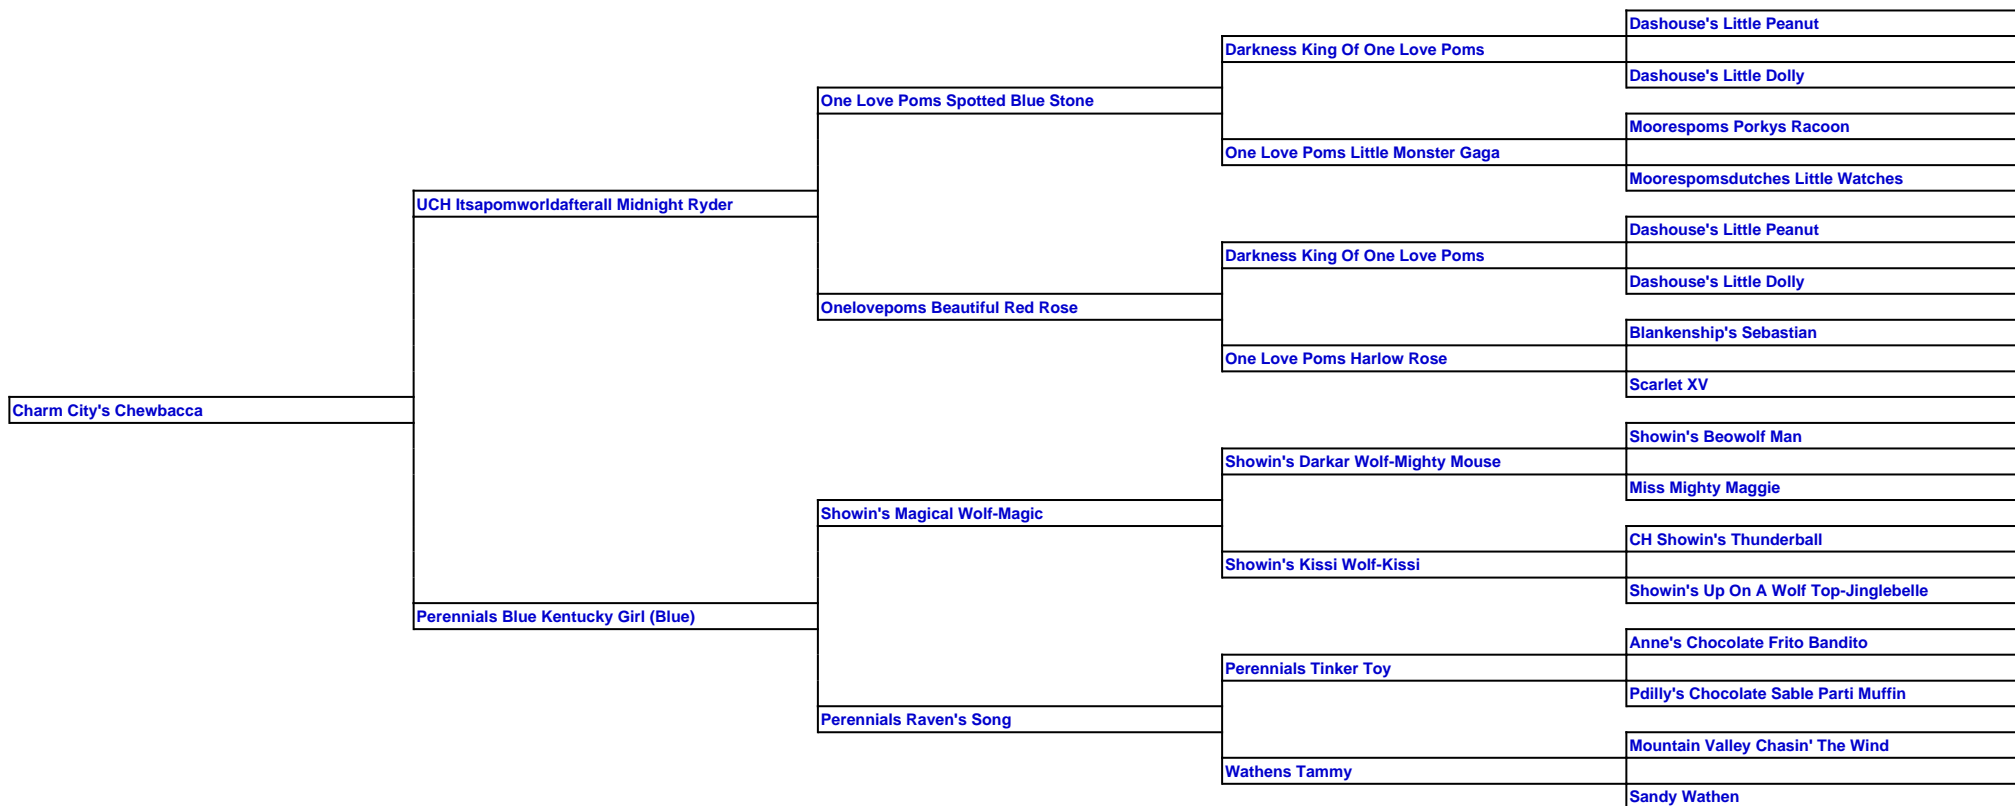 Dashouse's Little Peanut
Darkness King Of One Love Poms
Dashouse's Little Dolly
One Love Poms Spotted Blue Stone
Moorespoms Porkys Racoon
One Love Poms Little Monster Gaga
Moorespomsdutches Little Watches
UCH Itsapomworldafterall Midnight Ryder
Dashouse's Little Peanut
Darkness King Of One Love Poms
Dashouse's Little Dolly
Onelovepoms Beautiful Red Rose
Blankenship's Sebastian
One Love Poms Harlow Rose
Scarlet XV
Charm City's Chewbacca
Showin's Beowolf Man
Showin's Darkar Wolf-Mighty Mouse
Miss Mighty Maggie
Showin's Magical Wolf-Magic
CH Showin's Thunderball
Showin's Kissi Wolf-Kissi
Showin's Up On A Wolf Top-Jinglebelle
Perennials Blue Kentucky Girl (Blue)
Anne's Chocolate Frito Bandito
Perennials Tinker Toy
Pdilly's Chocolate Sable Parti Muffin
Perennials Raven's Song
Mountain Valley Chasin' The Wind
Wathens Tammy
Sandy Wathen